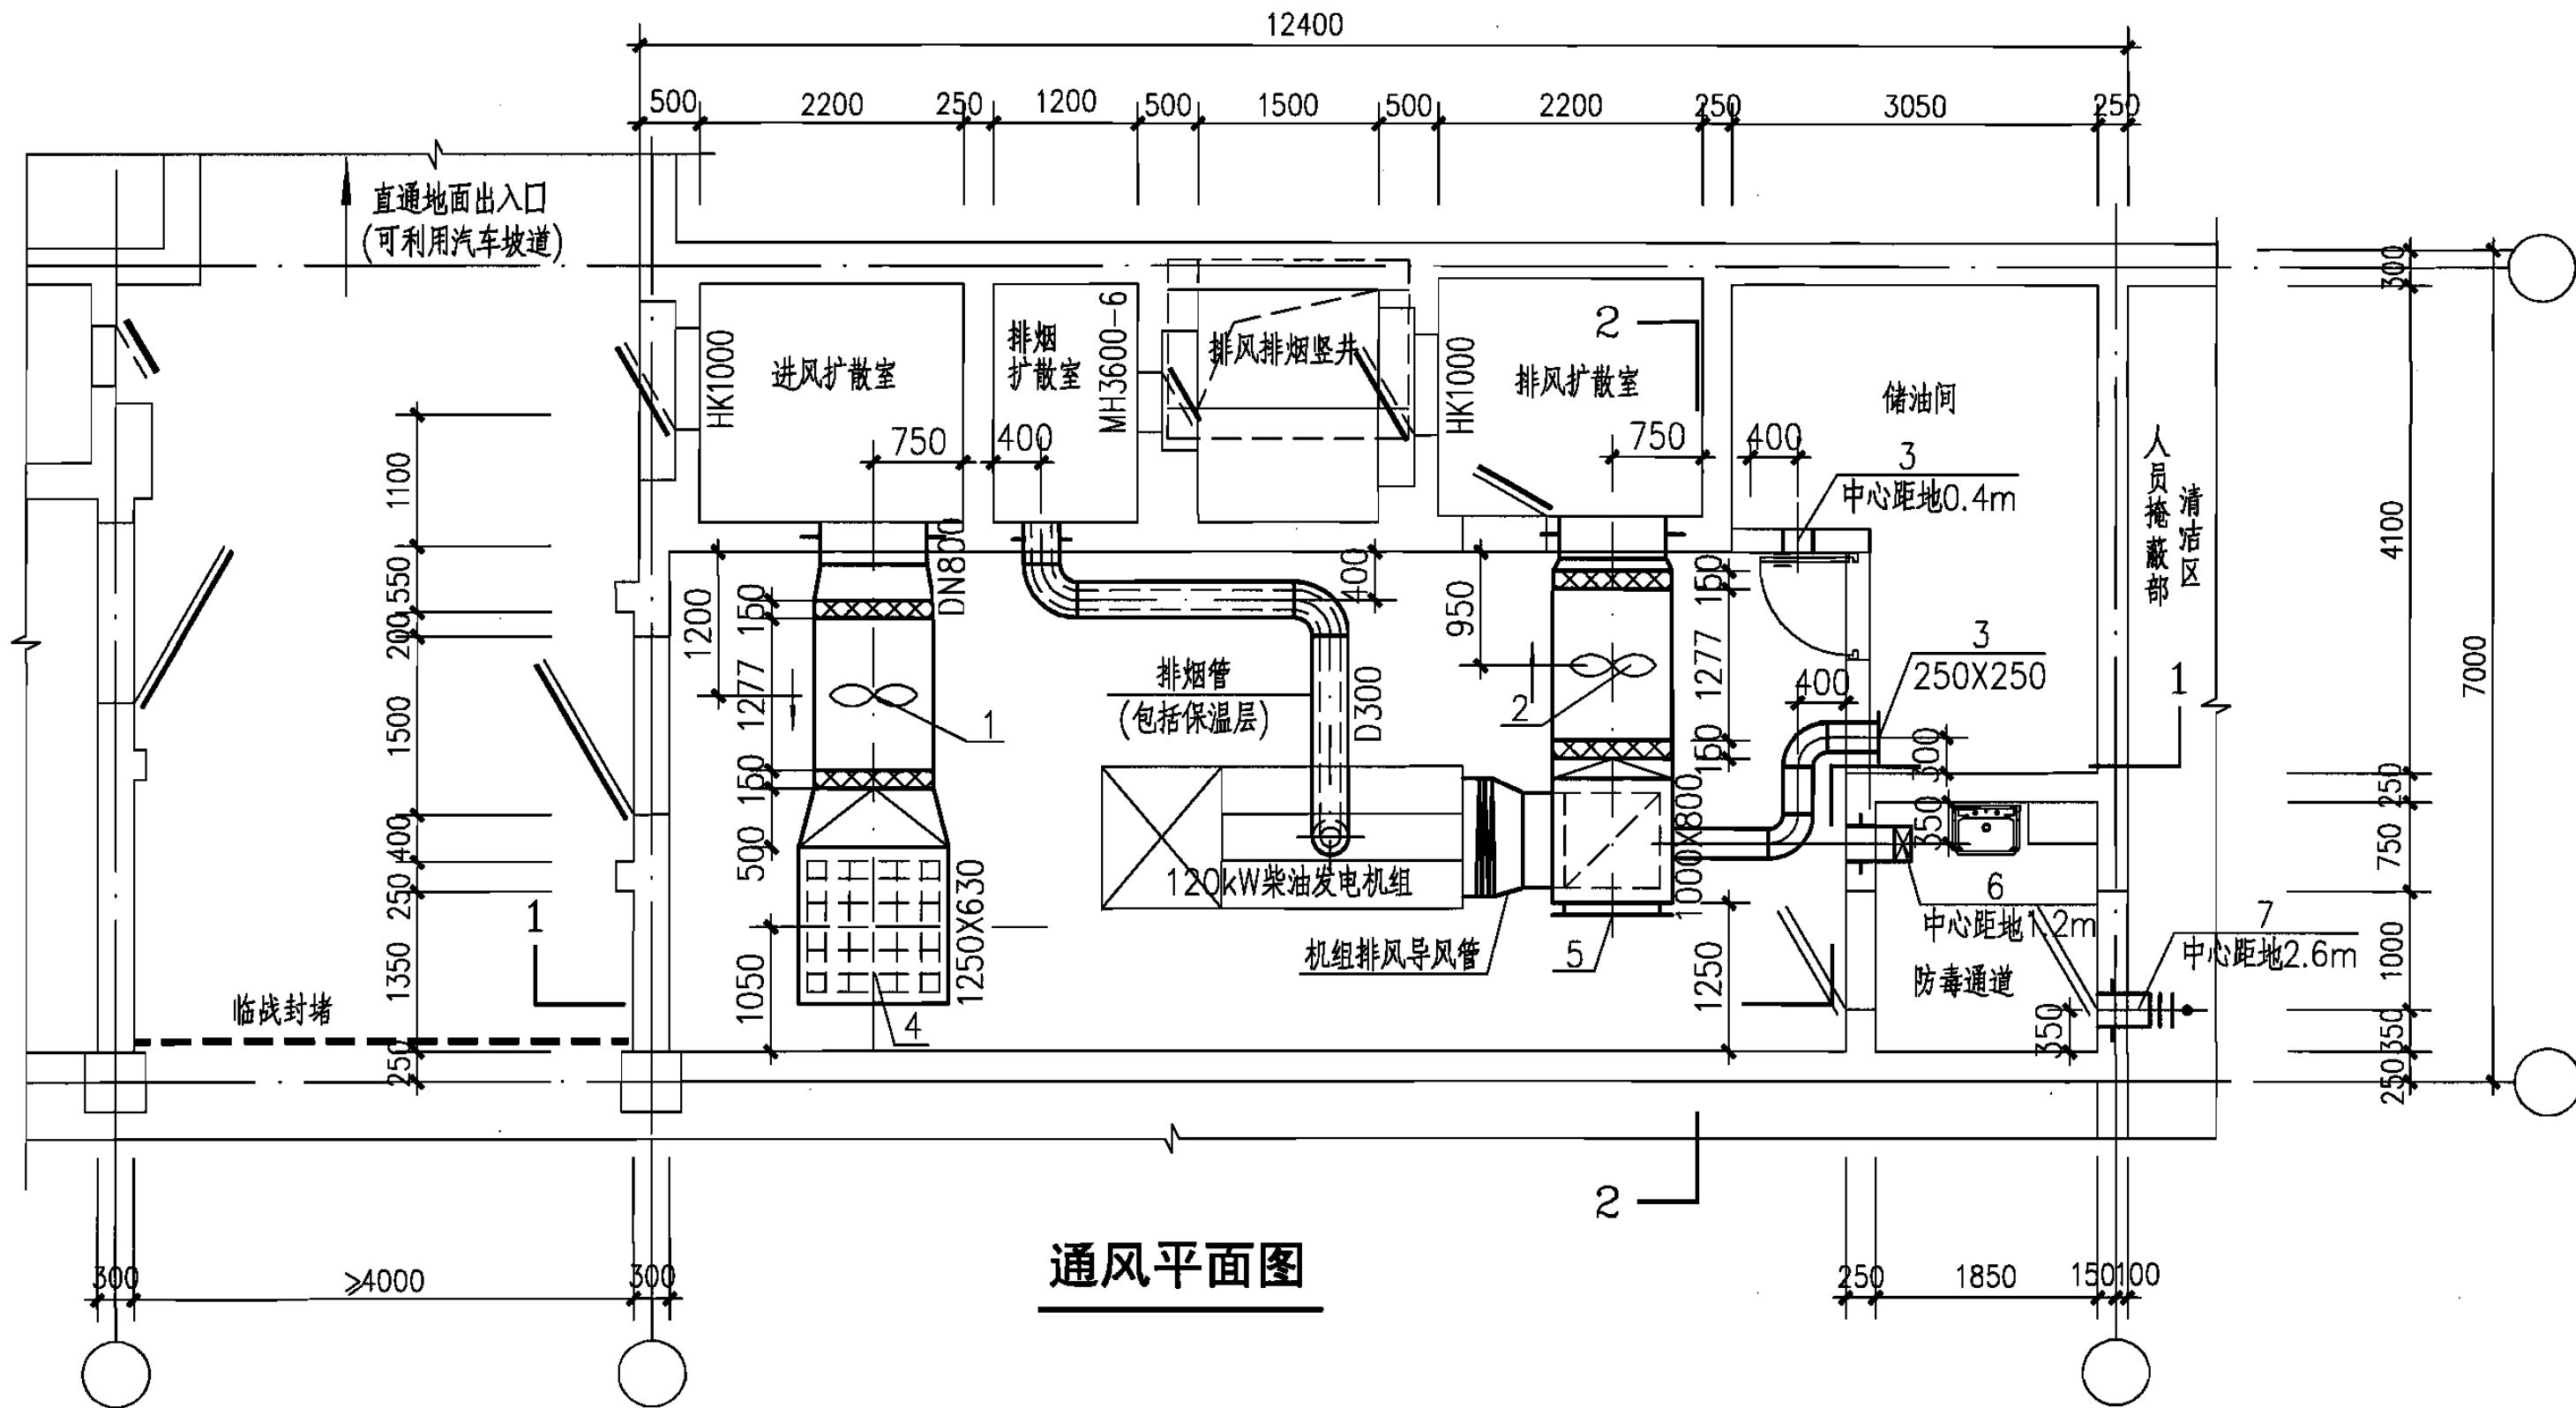 12400
500
2200
250
1200
500
1500
500
2200
250
3050
250
直通地面出入口
(可利用汽车坡道)
HK1000
进风扩散室
排烟
扩散室
MH3600-6
排风排烟竖井
HK1000
排风扩散室
2
储油间
750
400
750
400
3
中心距地0.4m
人员掩蔽部
清洁区
300
4100
7000
250
750
1000
350
250
1100
550
200
1500
400
250
1350
250
DN800
1200
150
1277
150
500
1050
1
400
排烟管
(包括保温层)
D300
950
2
150
1277
150
400
3
250X250
1
300
350
1000X800
120kW柴油发电机组
1250X630
机组排风导风管
5
1250
6
中心距地1.2m
7
中心距地2.6m
防毒通道
350
1
4
临战封堵
2
通风平面图
300
≥4000
300
250
1850
150
100